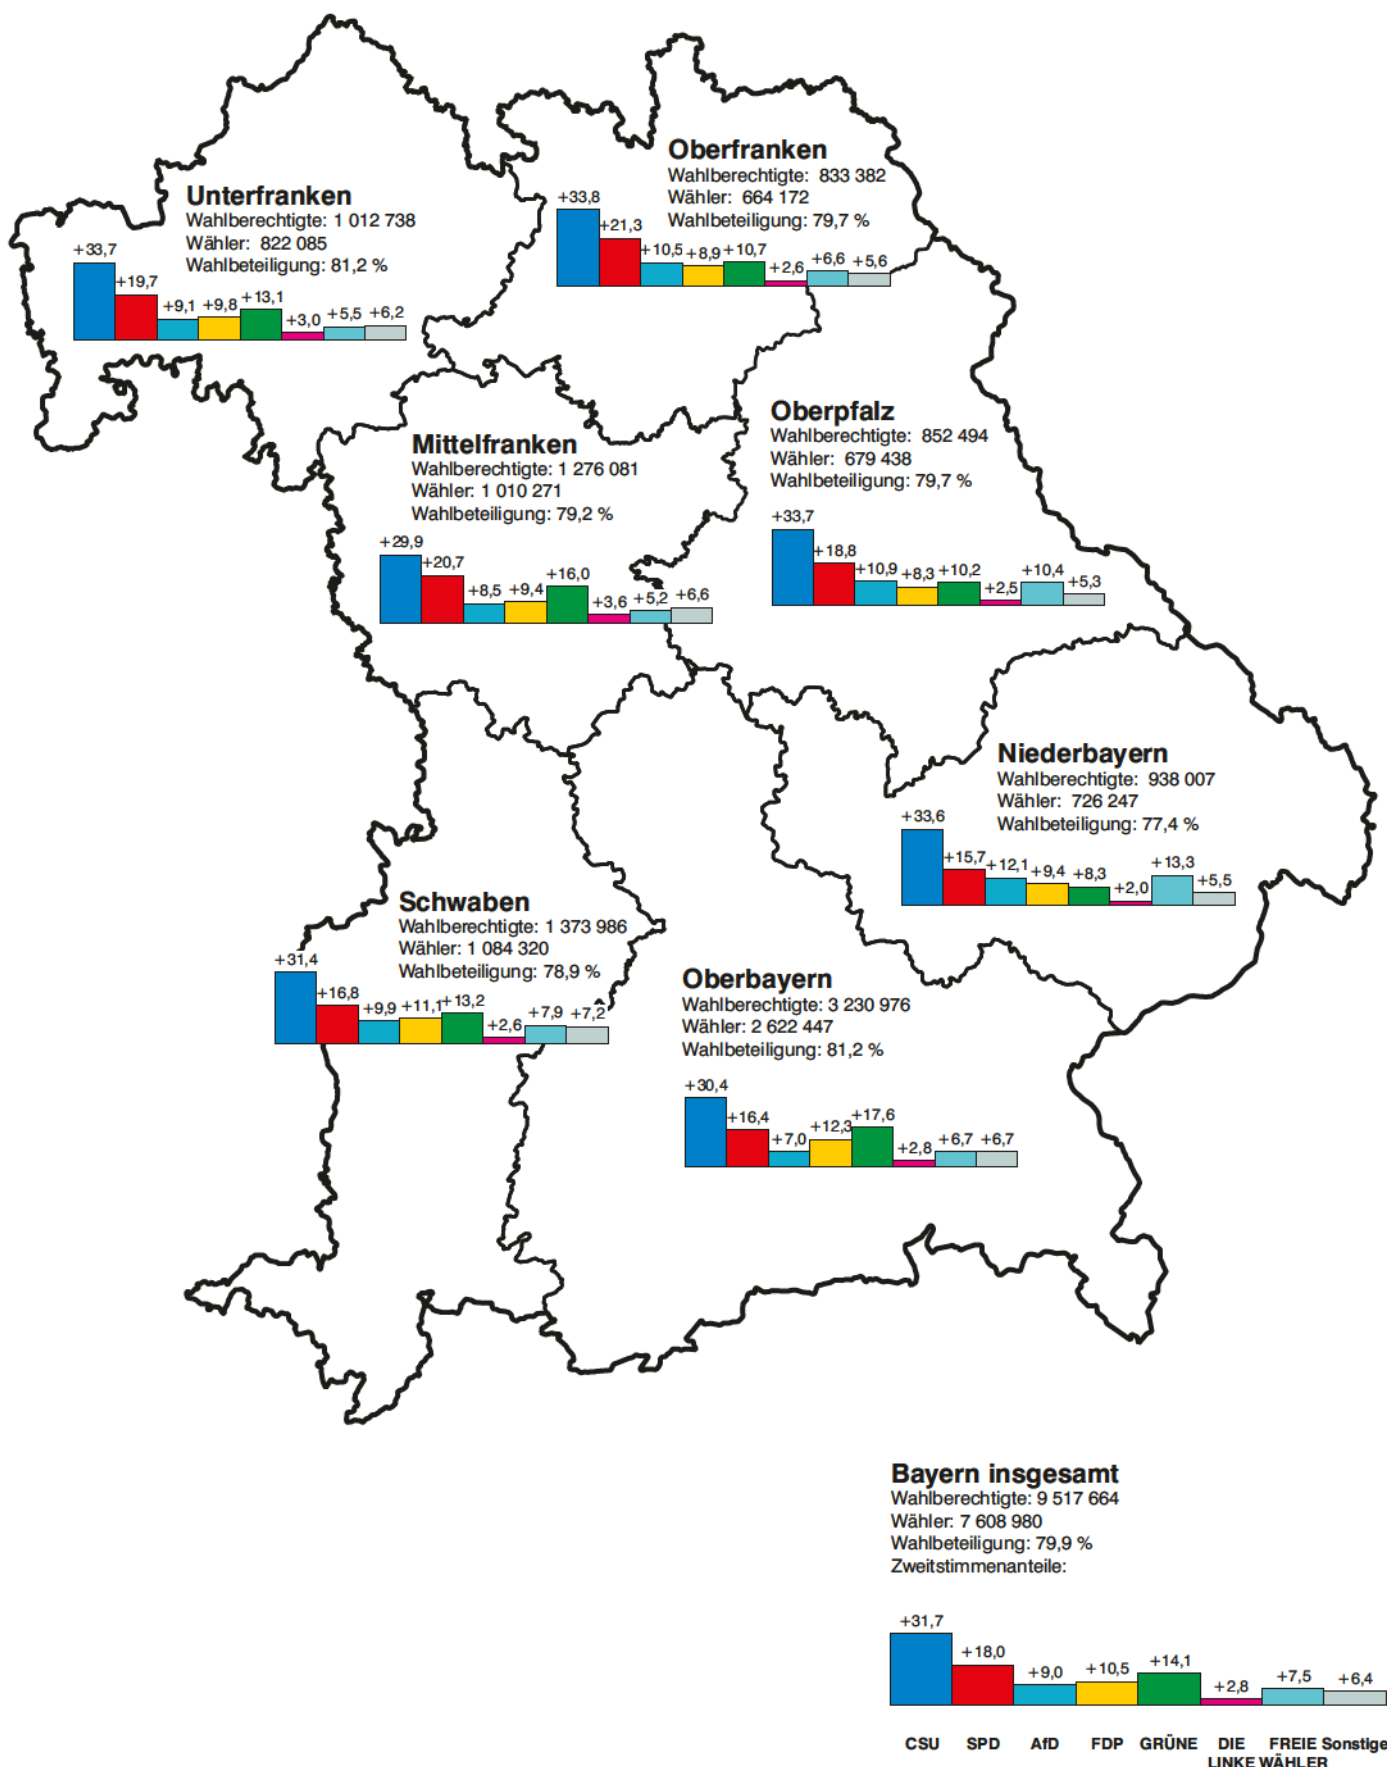 Oberfranken
Wahlberechtigte: 833 382
Wähler: 664 172
Wahlbeteiligung: 79,7 %
+33,8
+21,3
+10,5
+8,9
+10,7
+2,6
+6,6
+5,6
Unterfranken
Wahlberechtigte: 1 012 738
Wähler: 822 085
Wahlbeteiligung: 81,2 %
+33,7
+19,7
+9,1
+9,8
+13,1
+3,0
+5,5
+6,2
Oberpfalz
Wahlberechtigte: 852 494
Wähler: 679 438
Wahlbeteiligung: 79,7 %
+33,7
+18,8
+10,9
+8,3
+10,2
+2,5
+10,4
+5,3
Mittelfranken
Wahlberechtigte: 1 276 081
Wähler: 1 010 271
Wahlbeteiligung: 79,2 %
+29,9
+20,7
+8,5
+9,4
+16,0
+3,6
+5,2
+6,6
Niederbayern
Wahlberechtigte: 938 007
Wähler: 726 247
Wahlbeteiligung: 77,4 %
+33,6
+15,7
+12,1
+9,4
+8,3
+2,0
+13,3
+5,5
Schwaben
Wahlberechtigte: 1 373 986
Wähler: 1 084 320
Wahlbeteiligung: 78,9 %
+31,4
+16,8
+9,9
+11,1
+13,2
+2,6
+7,9
+7,2
Oberbayern
Wahlberechtigte: 3 230 976
Wähler: 2 622 447
Wahlbeteiligung: 81,2 %
+30,4
+16,4
+7,0
+12,3
+17,6
+2,8
+6,7
+6,7
Bayern insgesamt
Wahlberechtigte: 9 517 664
Wähler: 7 608 980
Wahlbeteiligung: 79,9 %
Zweitstimmenanteile:
+31,7
+18,0
+9,0
+10,5
+14,1
+2,8
+7,5
+6,4
CSU SPD AfD FDP GRÜNE DIE FREIE Sonstige
LINKE WÄHLER